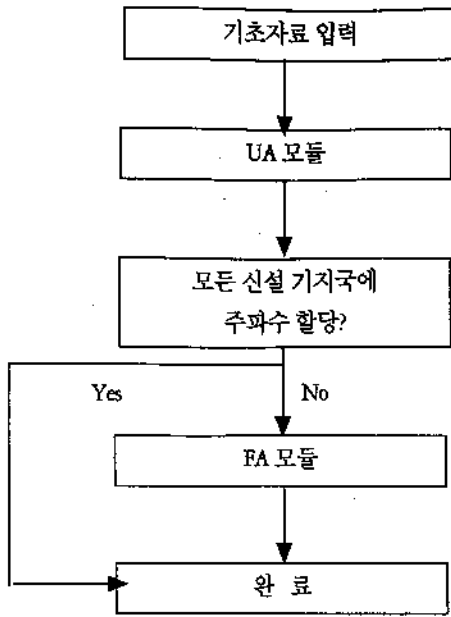 기초자료 입력
UA 모듈
모든 신설 기지국에
주파수 할당?
Yes
No
FA 모듈
완 료